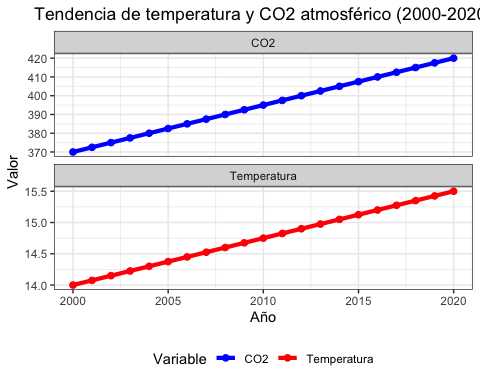 Tendencia de temperatura y CO2 atmosférico (2000-2020
CO2
420
410
400
390
380
370
Temperatura
15.5
15.0
14.5
14.0
Valor
2000 2005 2010 2015 2020
Año
Variable CO2 Temperatura